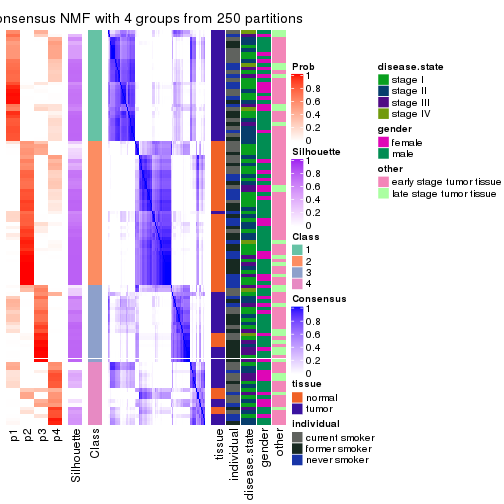 onsensus NMF with 4 groups from 250 partitions
Prob
1
0.8
0.6
0.4
0.2
0
Silhouette
1
0.8
0.6
0.4
0.2
0
Class
1
2
3
4
Consensus
1
0.8
0.6
0.4
0.2
0
tissue
normal
tumor
individual
current smoker
former smoker
never smoker
disease.state
stage I
stage II
stage III
stage IV
gender
female
male
other
early stage tumor tissue
late stage tumor tissue
p1
p2
p3
p4
Silhouette
Class
tissue
individual
disease.state
gender
other